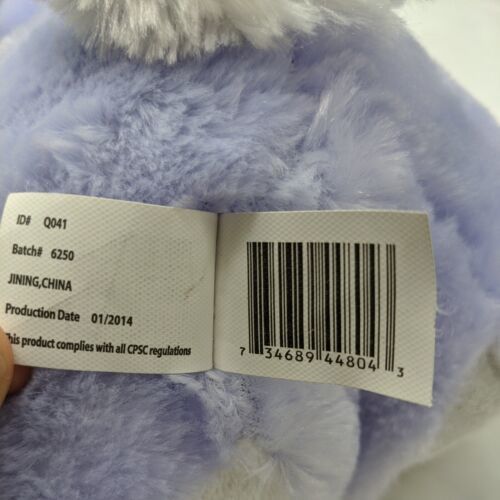 ID# Q041
Batch# 6250
JINING,CHINA
Production Date 01/2014
This product complies with all CPSC regulations
7 34689 44804 3